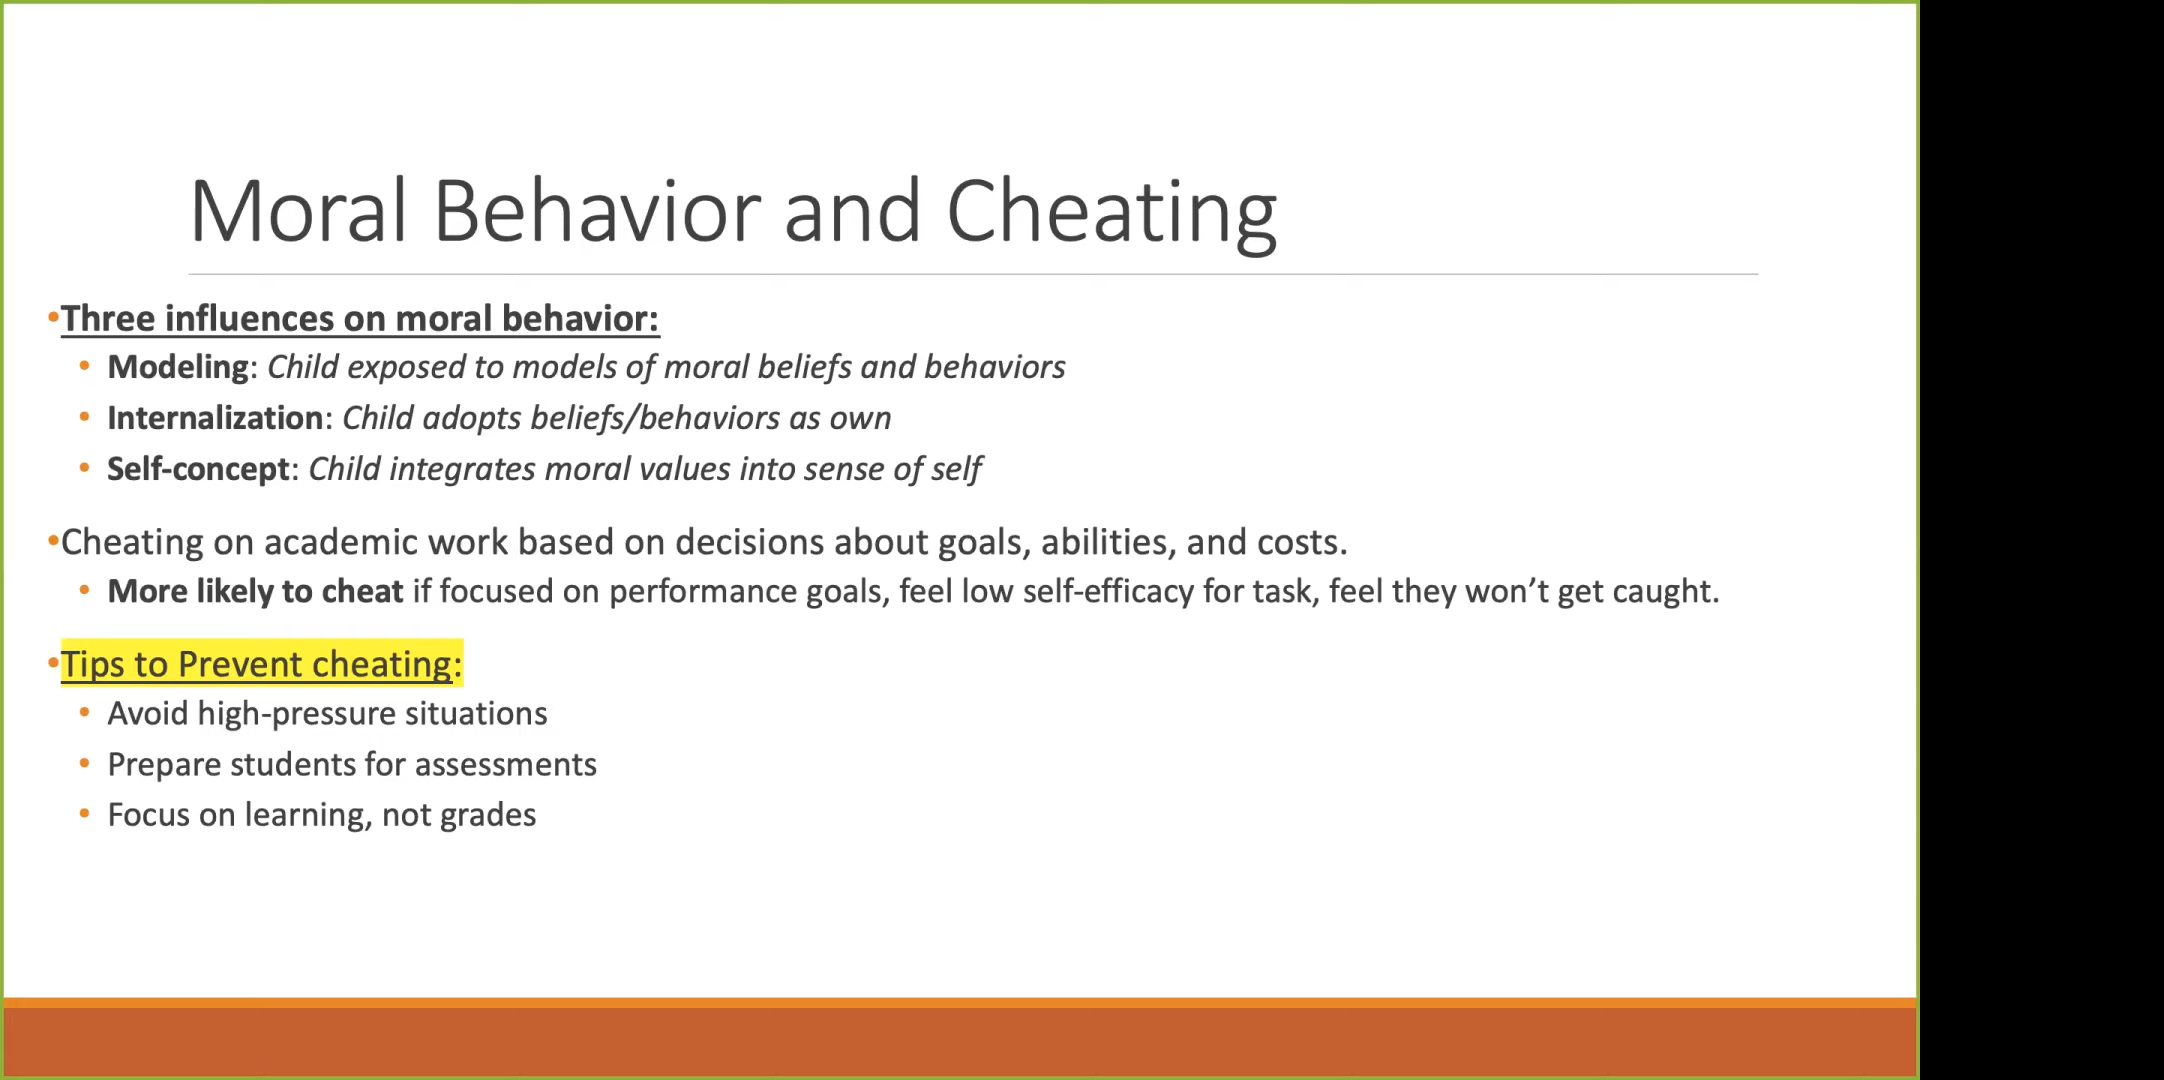 Moral Behavior and Cheating
•Three influences on moral behavior:
• Modeling: Child exposed to models of moral beliefs and behaviors
• Internalization: Child adopts beliefs/behaviors as own
• Self-concept: Child integrates moral values into sense of self
•Cheating on academic work based on decisions about goals, abilities, and costs.
• More likely to cheat if focused on performance goals, feel low self-efficacy for task, feel they won’t get caught.
•Tips to Prevent cheating:
• Avoid high-pressure situations
• Prepare students for assessments
• Focus on learning, not grades